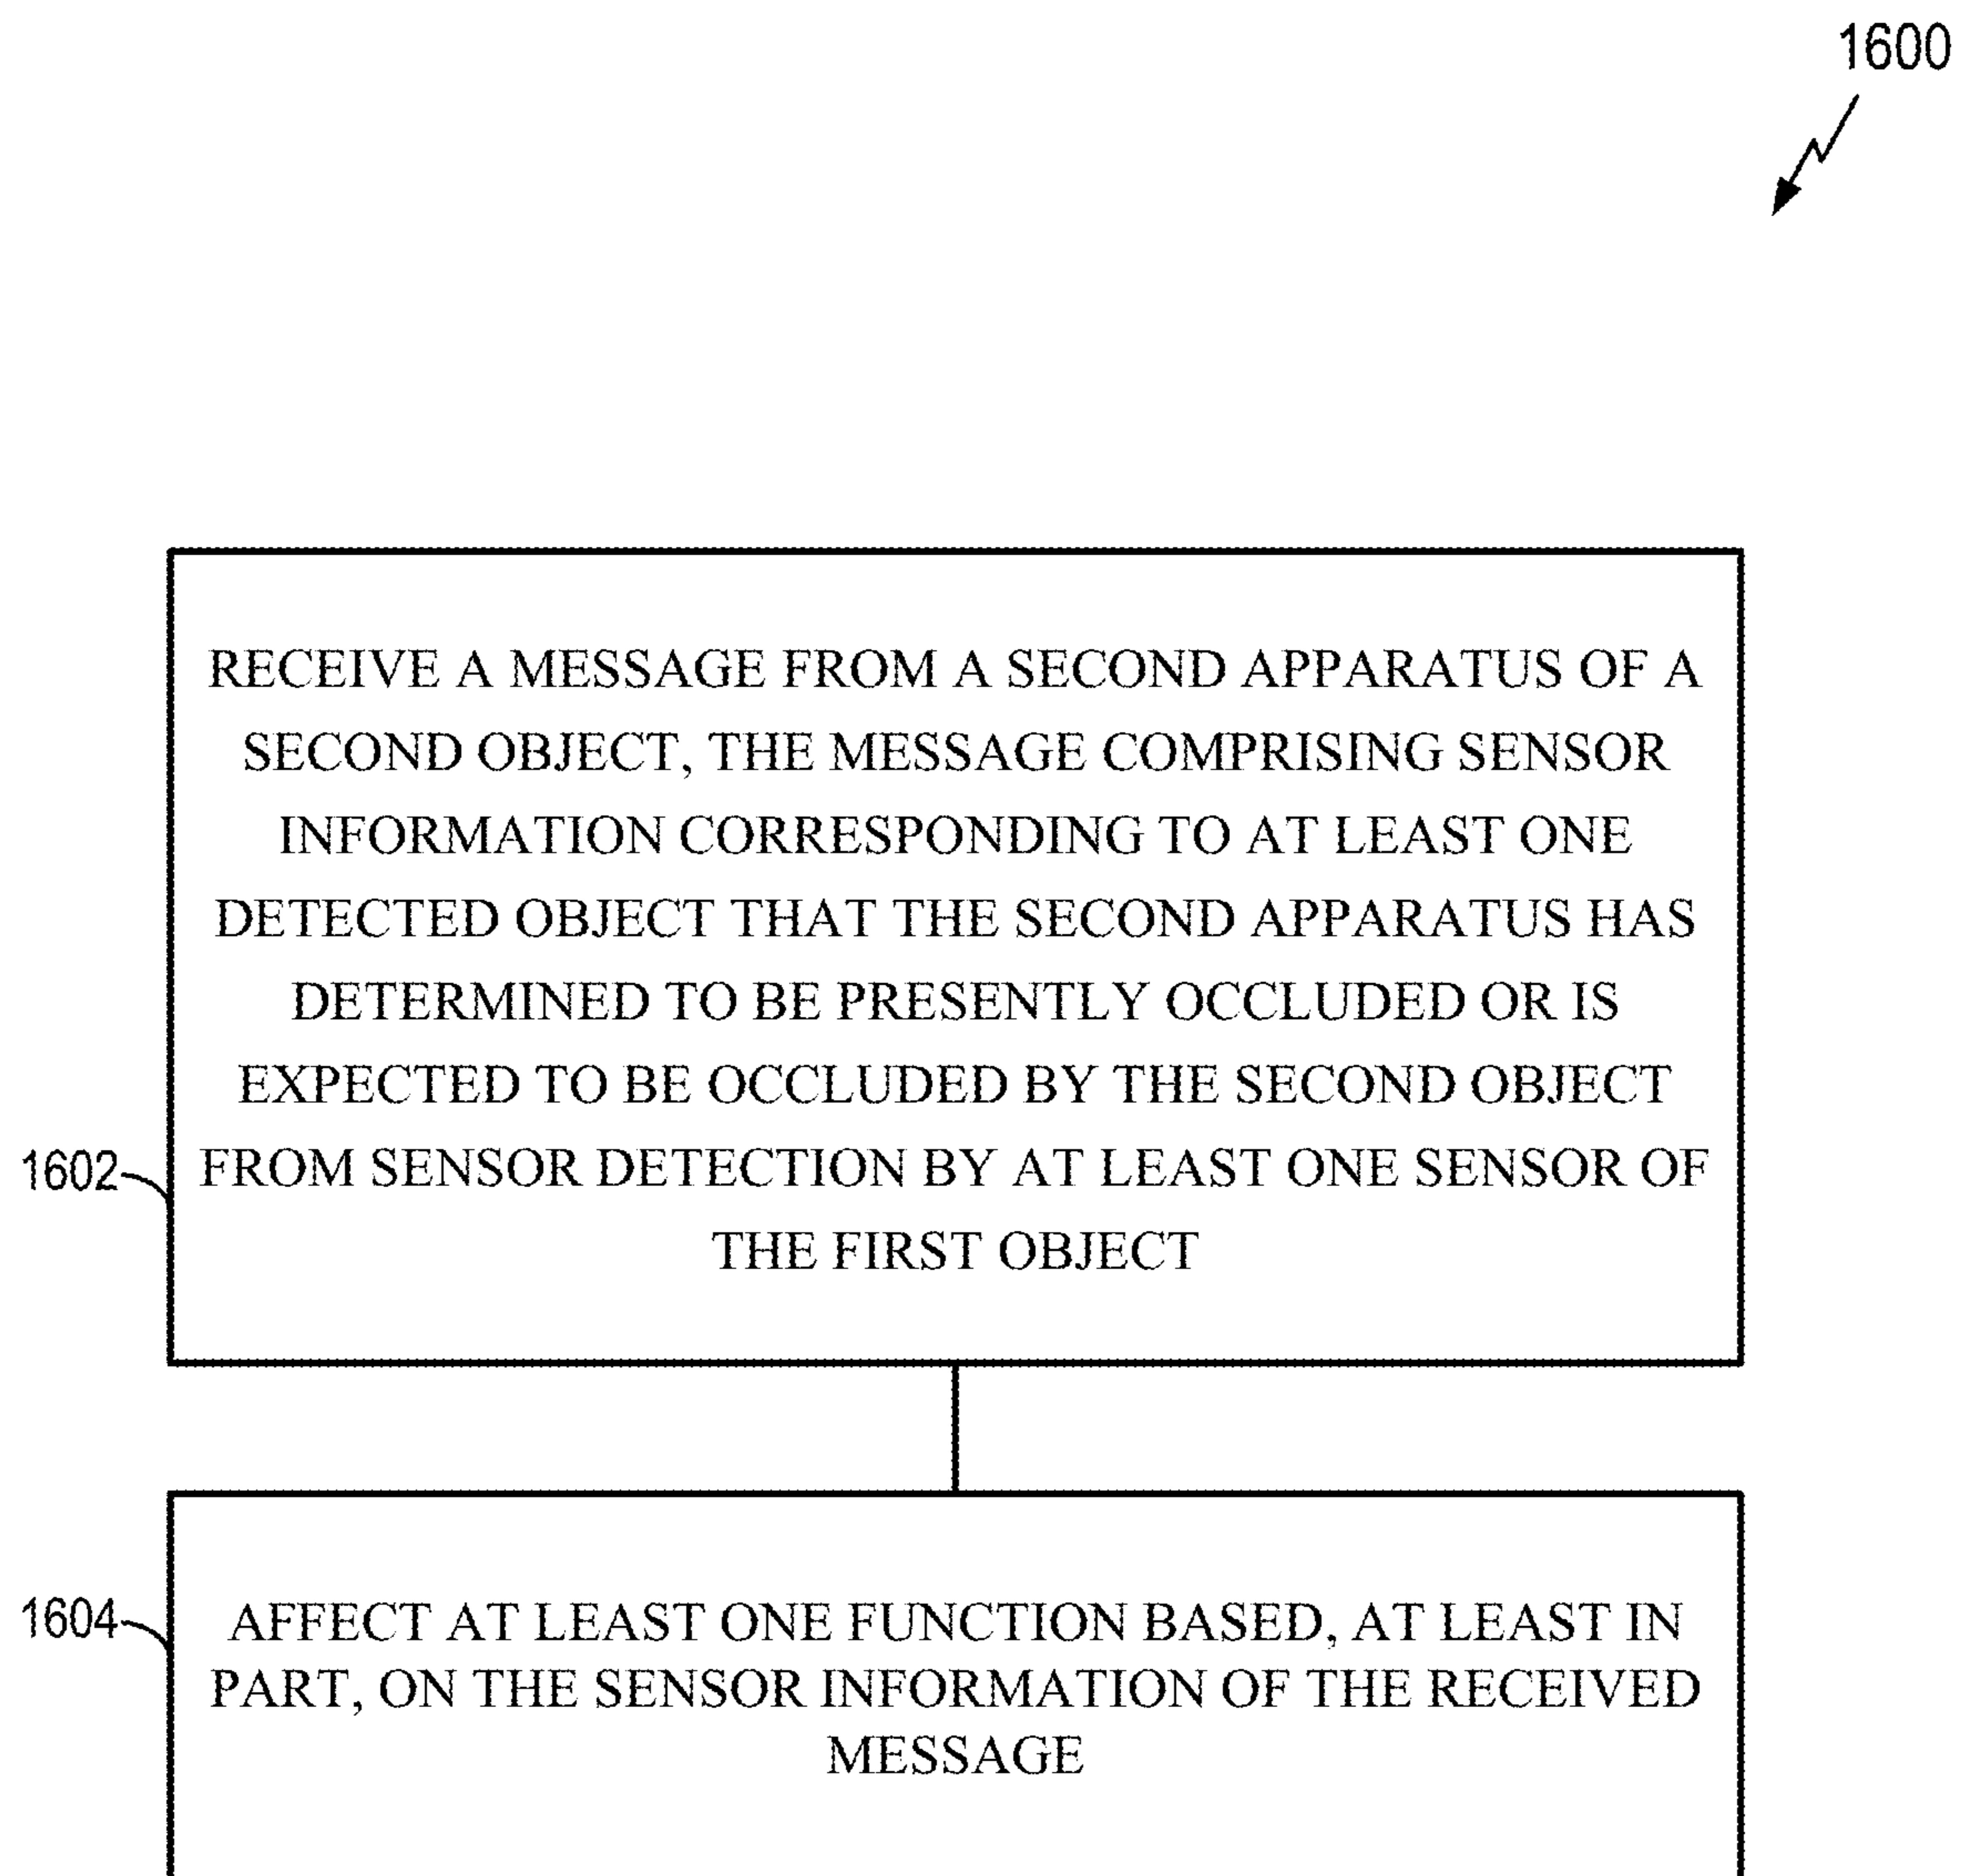 1600
RECEIVE A MESSAGE FROM A SECOND APPARATUS OF A
SECOND OBJECT, THE MESSAGE COMPRISING SENSOR
INFORMATION CORRESPONDING TO AT LEAST ONE
DETECTED OBJECT THAT THE SECOND APPARATUS HAS
DETERMINED TO BE PRESENTLY OCCLUDED OR IS
EXPECTED TO BE OCCLUDED BY THE SECOND OBJECT
1602
FROM SENSOR DETECTION BY AT LEAST ONE SENSOR OF
THE FIRST OBJECT
1604
AFFECT AT LEAST ONE FUNCTION BASED, AT LEAST IN
PART, ON THE SENSOR INFORMATION OF THE RECEIVED
MESSAGE